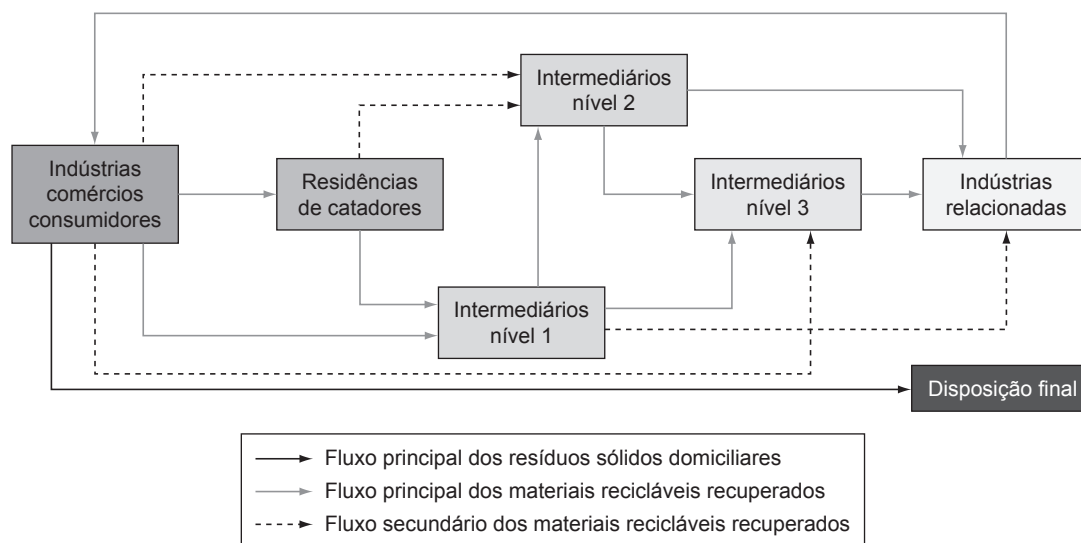 Intermediários
nível 2
Indústrias
comércios
consumidores
Residências
de catadores
Intermediários
nível 3
Indústrias
relacionadas
Intermediários
nível 1
Disposição final
Fluxo principal dos resíduos sólidos domiciliares
Fluxo principal dos materiais recicláveis recuperados
Fluxo secundário dos materiais recicláveis recuperados